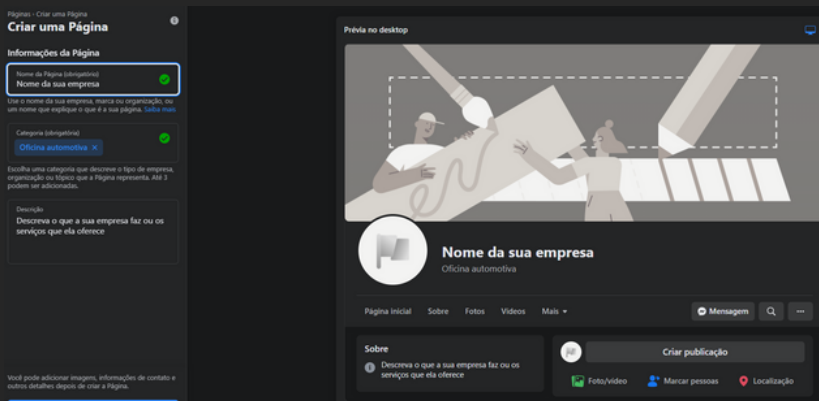 Páginas › Criar uma Página
Criar uma Página
Informações da Página
Nome da Página (obrigatório)
Nome da sua empresa
Use o nome da sua empresa, marca ou organização, ou
um nome que explique o que é a sua página. Saiba mais
Categoria (obrigatória)
Oficina automotiva ×
Escolha uma categoria que descreve o tipo de empresa,
organização ou tópico que a Página representa. Até 3
podem ser adicionadas.
Descrição
Descreva o que a sua empresa faz ou os
serviços que ela oferece
Você pode adicionar imagens, informações de contato e
outros detalhes depois de criar a Página.
Prévia no desktop
Nome da sua empresa
Oficina automotiva
Página inicial Sobre Fotos Vídeos Mais
Mensagem
Sobre
Descreva o que a sua empresa faz ou os
serviços que ela oferece
Criar publicação
Foto/vídeo Marcar pessoas Localização